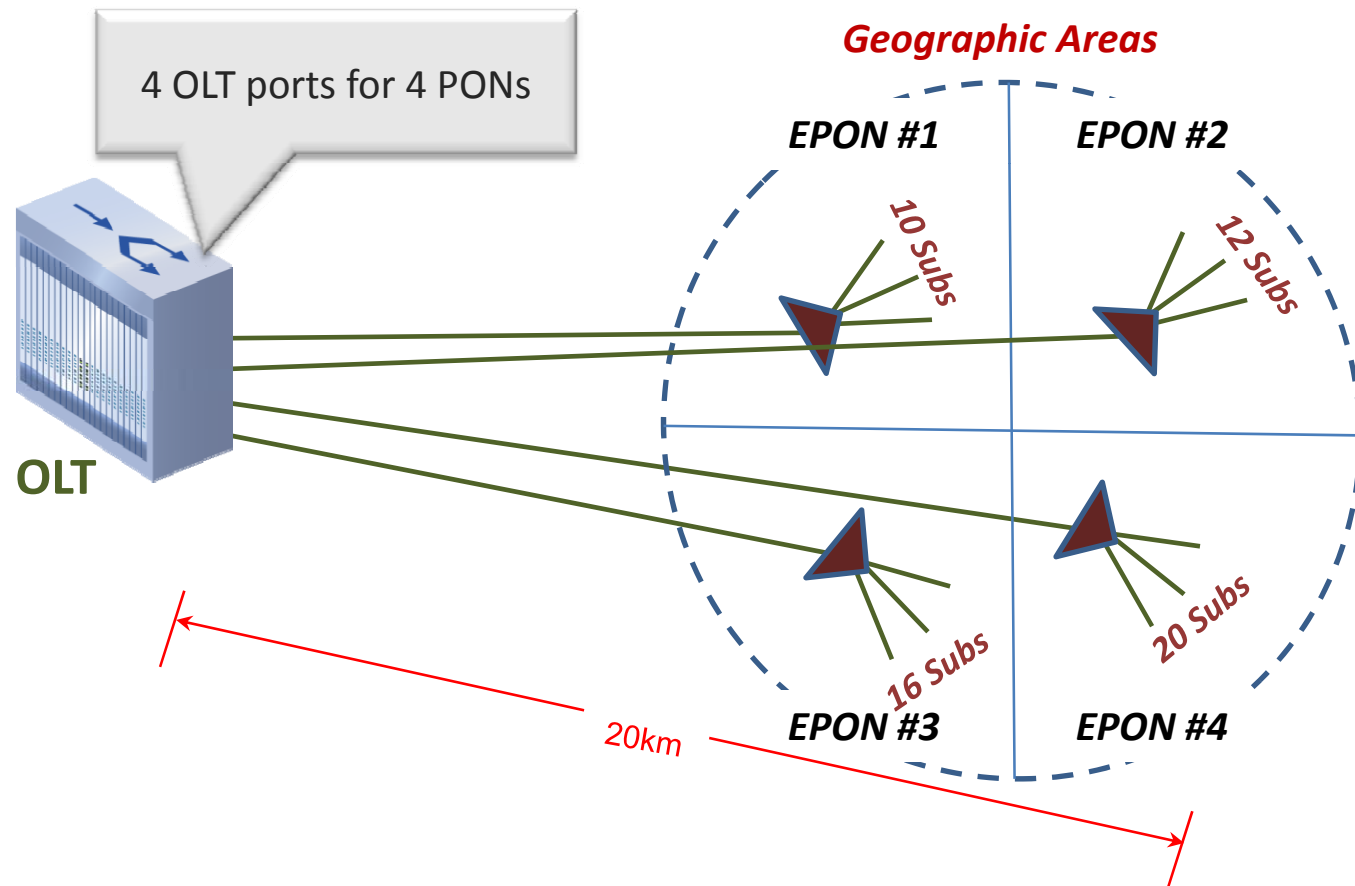 Geographic Areas
4 OLT ports for 4 PONs
EPON #1
EPON #2
10 Subs
12 Subs
OLT
16 Subs
20 Subs
EPON #3
EPON #4
20km